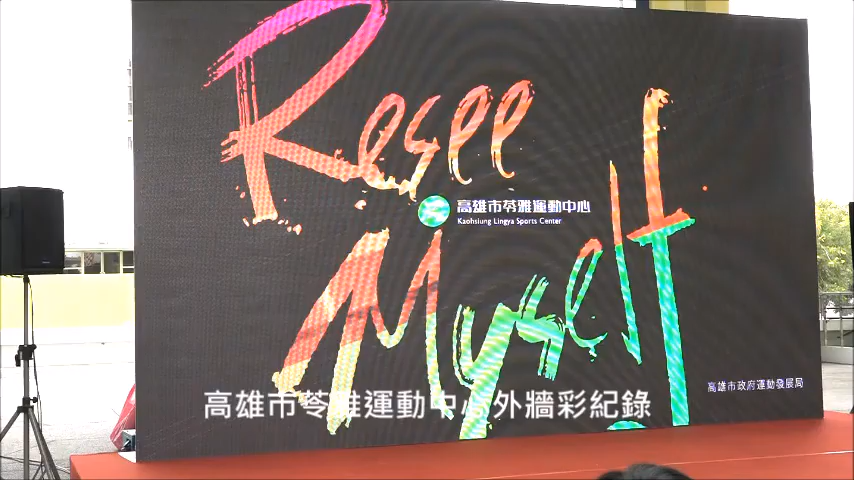 Resee
高雄市苓雅運動中心
Kaohsiung Lingya Sports Center
Myself
高雄市政府運動發展局
高雄市苓雅運動中心外牆彩紀錄